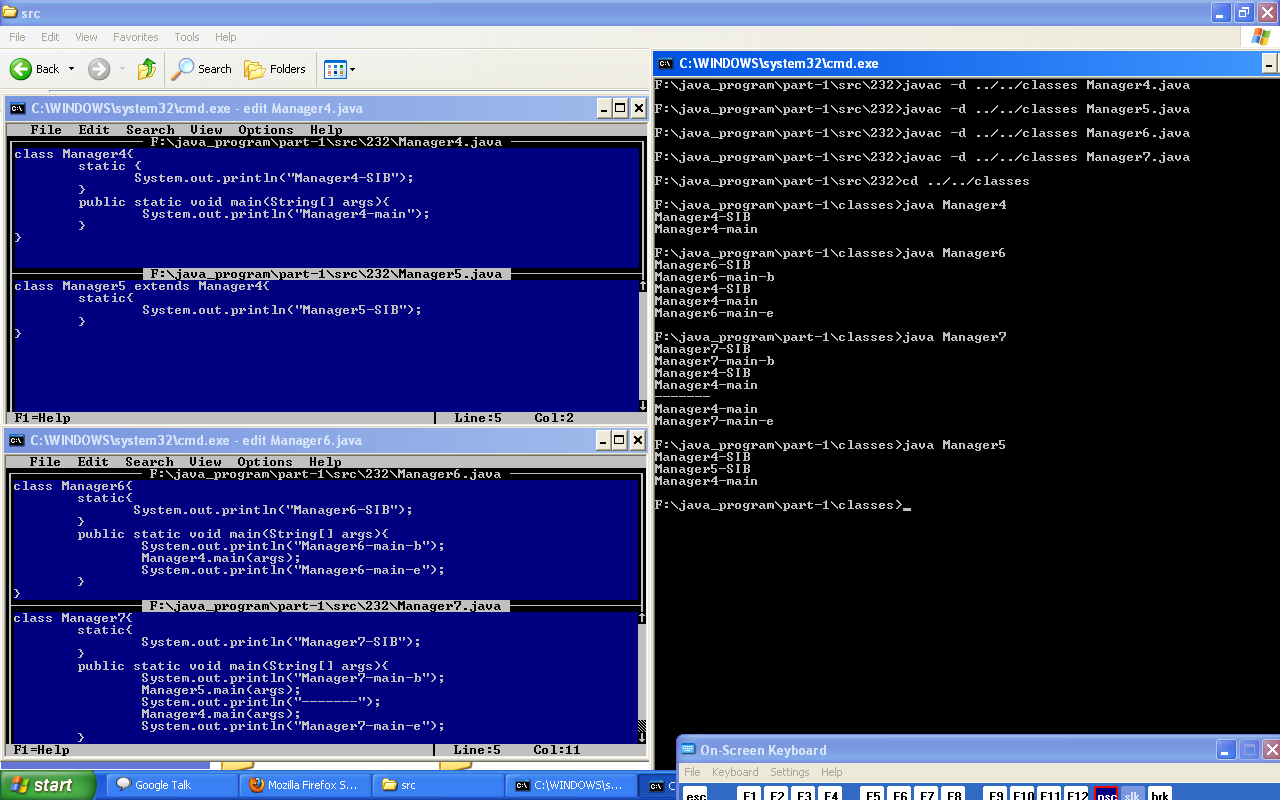 src
File Edit View Favorites Tools Help
Back Search Folders
C:\WINDOWS\system32\cmd.exe - edit Manager4.java
File Edit Search View Options Help
F:\java_program\part-1\src\232\Manager4.java
class Manager4{
static {
System.out.println("Manager4-SIB");
}
public static void main(String[] args){
System.out.println("Manager4-main");
}
}
F:\java_program\part-1\src\232\Manager5.java
class Manager5 extends Manager4{
static{
System.out.println("Manager5-SIB");
}
}
F1=Help Line:5 Col:2
C:\WINDOWS\system32\cmd.exe - edit Manager6.java
File Edit Search View Options Help
F:\java_program\part-1\src\232\Manager6.java
class Manager6{
static{
System.out.println("Manager6-SIB");
}
public static void main(String[] args){
System.out.println("Manager6-main-b");
Manager4.main(args);
System.out.println("Manager6-main-e");
}
}
F:\java_program\part-1\src\232\Manager7.java
class Manager7{
static{
System.out.println("Manager7-SIB");
}
public static void main(String[] args){
System.out.println("Manager7-main-b");
Manager5.main(args);
System.out.println("-------");
Manager4.main(args);
System.out.println("Manager7-main-e");
}
F1=Help Line:5 Col:11
C:\WINDOWS\system32\cmd.exe
F:\java_program\part-1\src\232>javac -d ../../classes Manager4.java
F:\java_program\part-1\src\232>javac -d ../../classes Manager5.java
F:\java_program\part-1\src\232>javac -d ../../classes Manager6.java
F:\java_program\part-1\src\232>javac -d ../../classes Manager7.java
F:\java_program\part-1\src\232>cd ../../classes
F:\java_program\part-1\classes>java Manager4
Manager4-SIB
Manager4-main
F:\java_program\part-1\classes>java Manager6
Manager6-SIB
Manager6-main-b
Manager4-SIB
Manager4-main
Manager6-main-e
F:\java_program\part-1\classes>java Manager7
Manager7-SIB
Manager7-main-b
Manager4-SIB
Manager4-main
-------
Manager4-main
Manager7-main-e
F:\java_program\part-1\classes>java Manager5
Manager4-SIB
Manager5-SIB
Manager4-main
F:\java_program\part-1\classes>_
On-Screen Keyboard
File Keyboard Settings Help
esc F1 F2 F3 F4 F5 F6 F7 F8 F9 F10 F11 F12 psc slk brk
start Google Talk Mozilla Firefox S... src C:\WINDOWS\s... C